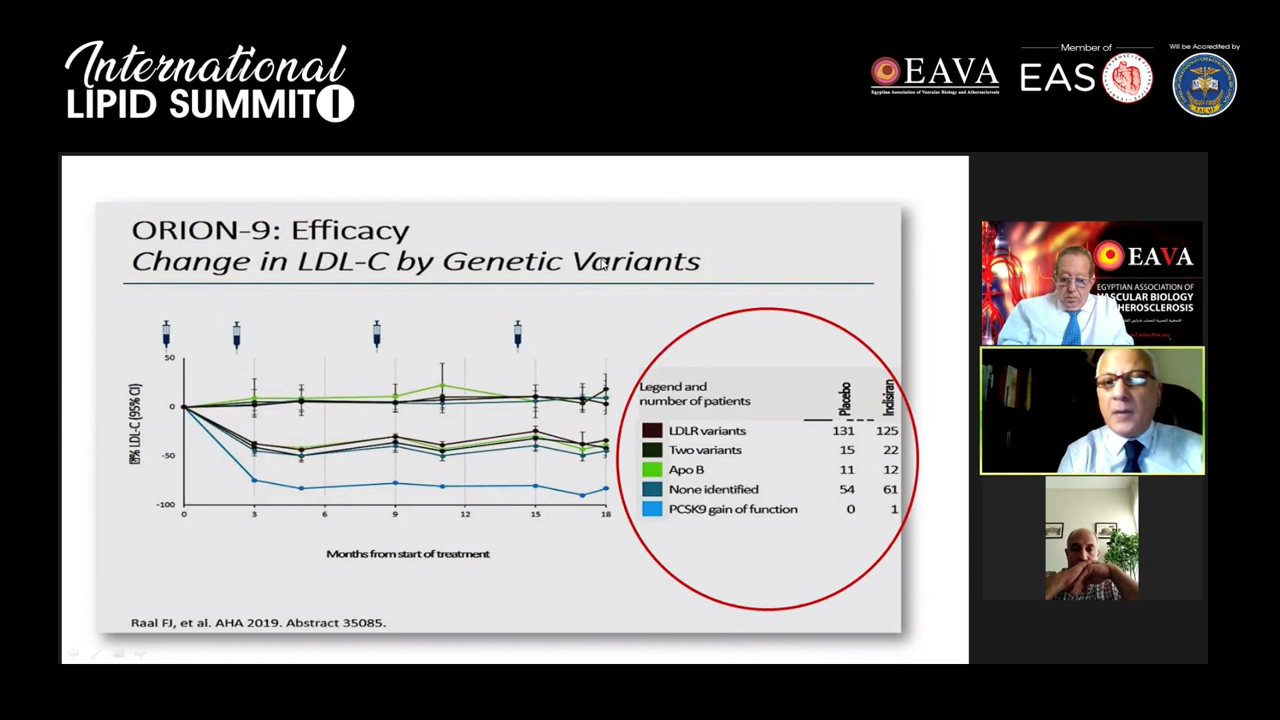 International
LIPID SUMMIT
EAVA
Egyptian Association of Vascular Biology and Atherosclerosis
Member of
EAS
Will be Accredited by
ORION-9: Efficacy
Change in LDL-C by Genetic Variants
% LDL-C (95% CI)
50
0
-50
-100
0 3 6 9 12 15 18
Months from start of treatment
Legend and
number of patients
Placebo
Inclisiran
LDLR variants 131 125
Two variants 15 22
Apo B 11 12
None identified 54 61
PCSK9 gain of function 0 1
Raal FJ, et al. AHA 2019. Abstract 35085.
EAVA
EGYPTIAN ASSOCIATION OF
VASCULAR BIOLOGY